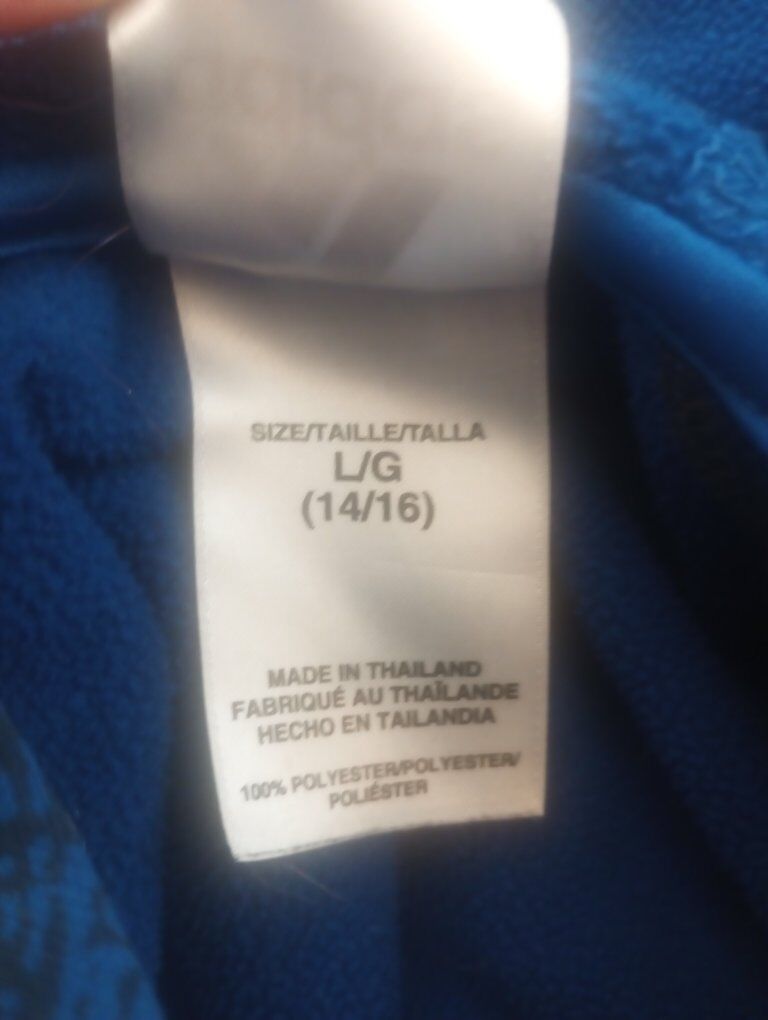 SIZE/TAILLE/TALLA
L/G
(14/16)
MADE IN THAILAND
FABRIQUÉ AU THAÏLANDE
HECHO EN TAILANDIA
100% POLYESTER/POLYESTER/
POLIÉSTER